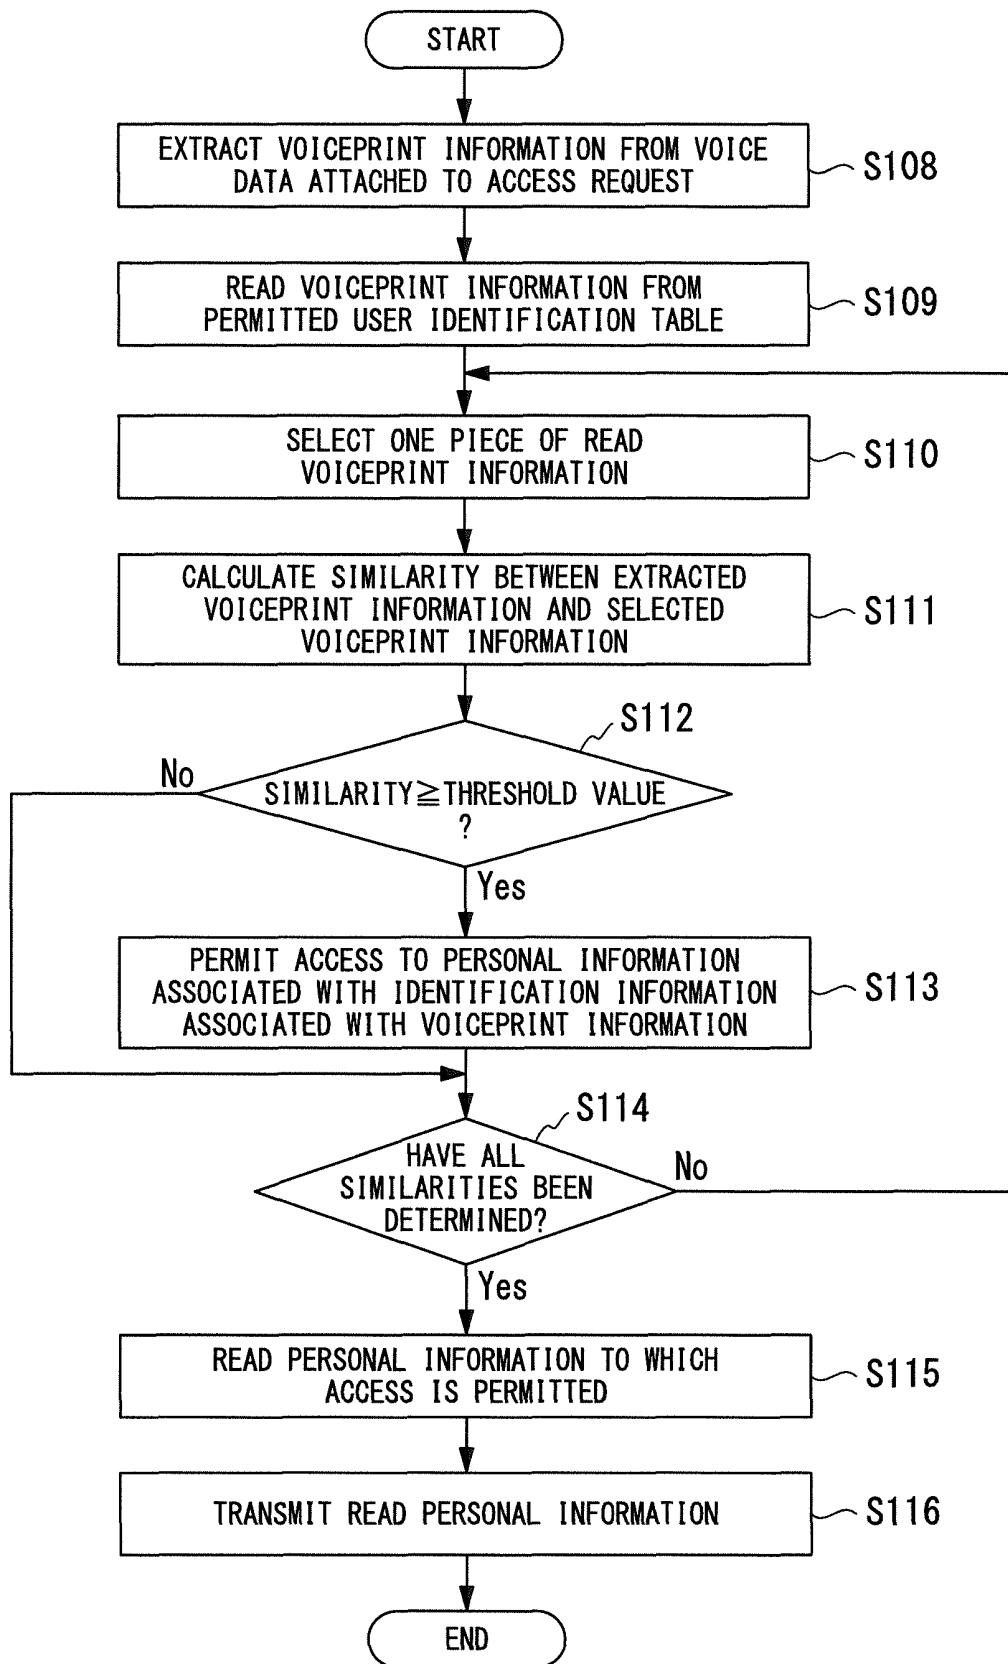 START
EXTRACT VOICEPRINT INFORMATION FROM VOICE
DATA ATTACHED TO ACCESS REQUEST
S108
READ VOICEPRINT INFORMATION FROM
PERMITTED USER IDENTIFICATION TABLE
S109
SELECT ONE PIECE OF READ
VOICEPRINT INFORMATION
S110
CALCULATE SIMILARITY BETWEEN EXTRACTED
VOICEPRINT INFORMATION AND SELECTED
VOICEPRINT INFORMATION
S111
S112
No
SIMILARITY≧THRESHOLD VALUE
?
Yes
PERMIT ACCESS TO PERSONAL INFORMATION
ASSOCIATED WITH IDENTIFICATION INFORMATION
ASSOCIATED WITH VOICEPRINT INFORMATION
S113
S114
HAVE ALL
SIMILARITIES BEEN
DETERMINED?
No
Yes
READ PERSONAL INFORMATION TO WHICH
ACCESS IS PERMITTED
S115
TRANSMIT READ PERSONAL INFORMATION
S116
END